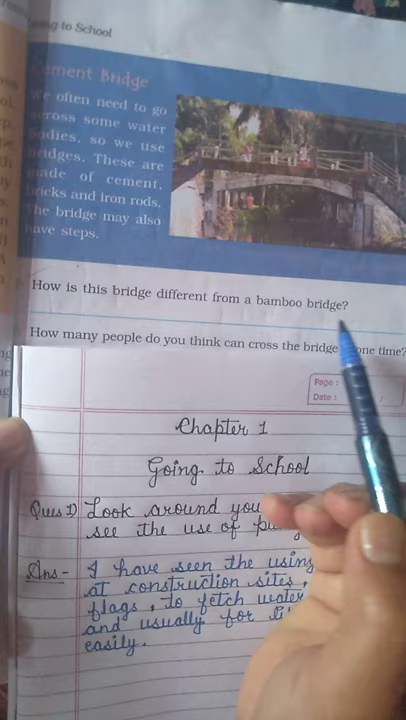 going to School
Cement Bridge
We often need to go
across some water
bodies, so we use
bridges. These are
made of cement,
bricks and iron rods.
The bridge may also
have steps.
How is this bridge different from a bamboo bridge?
How many people do you think can cross the bridge one time?
Page :
Date :
Chapter 1
Going to School
Ques 1) Look around you
see the use of
Ans- I have seen the using
at construction sites,
flags, to fetch water
and usually for
easily.